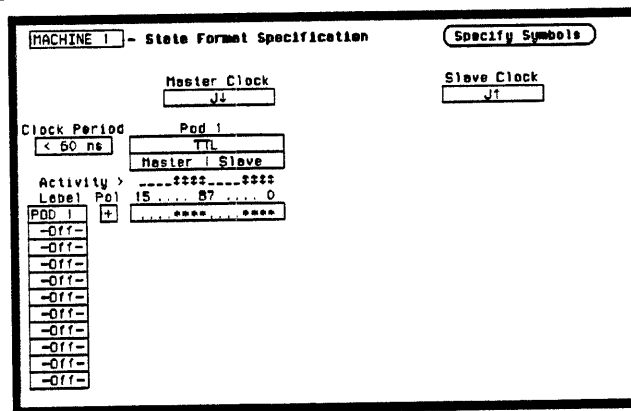 MACHINE 1 - State Format Specification Specify Symbols
Master Clock Slave Clock
J↓ J↑
Clock Period Pod 1
< 60 ns TTL
Master | Slave
Activity > ____‡‡‡‡____‡‡‡‡
Label Pol 15 .... 87 .... 0
POD 1 + ....****....****
-Off-
-Off-
-Off-
-Off-
-Off-
-Off-
-Off-
-Off-
-Off-
-Off-